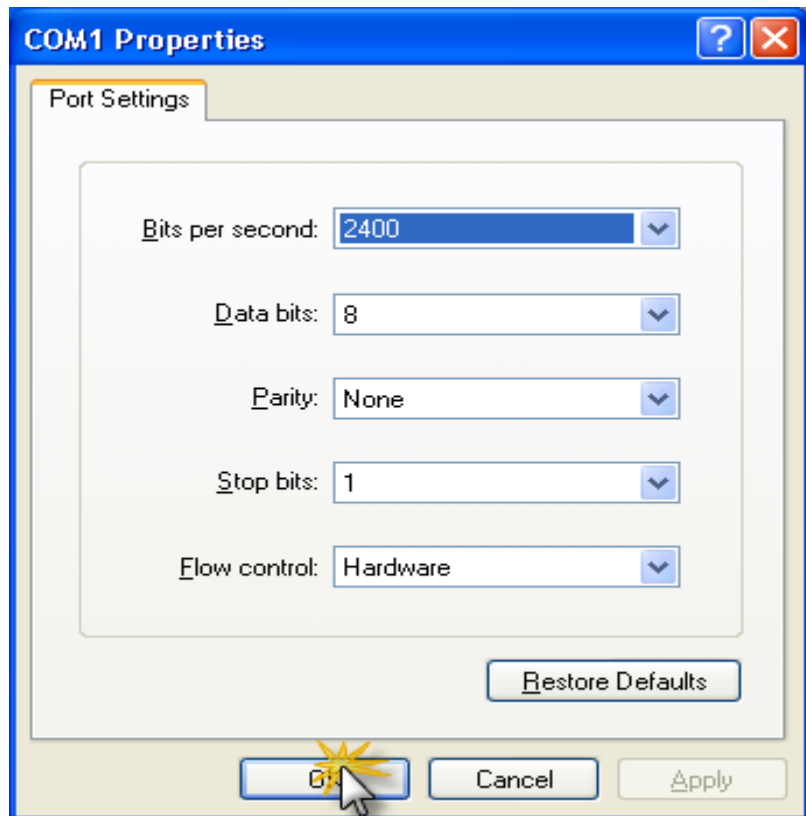 COM1 Properties
Port Settings
Bits per second: 2400
Data bits: 8
Parity: None
Stop bits: 1
Flow control: Hardware
Restore Defaults
Cancel Apply